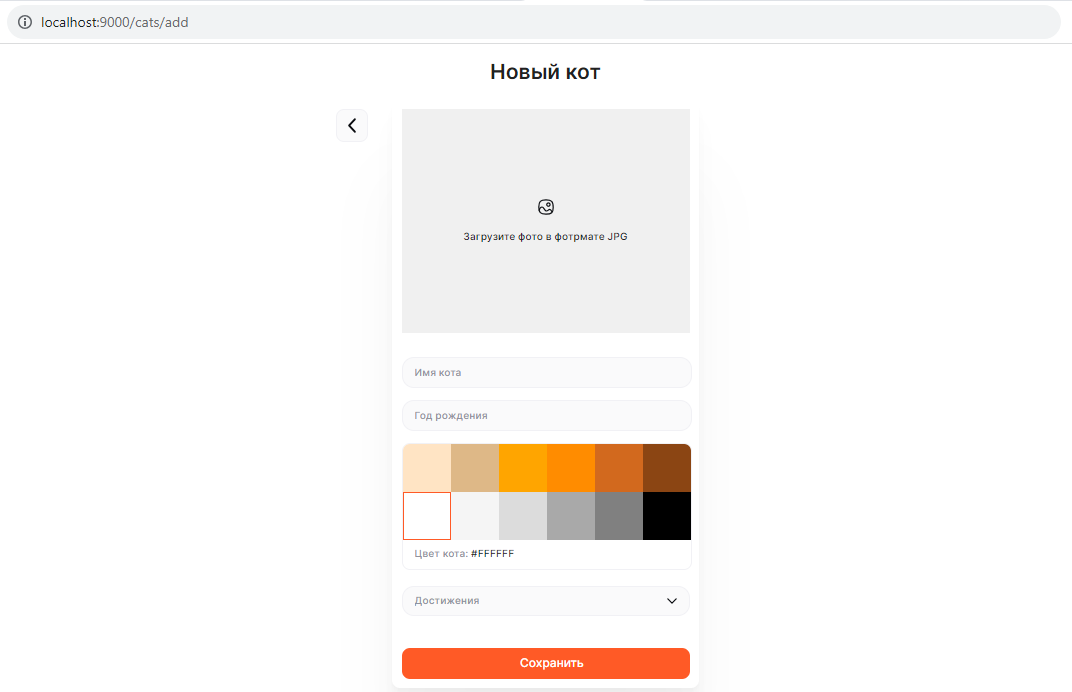 localhost:9000/cats/add
Новый кот
Загрузите фото в фотрмате JPG
Имя кота
Год рождения
Цвет кота: #FFFFFF
Достижения
Сохранить